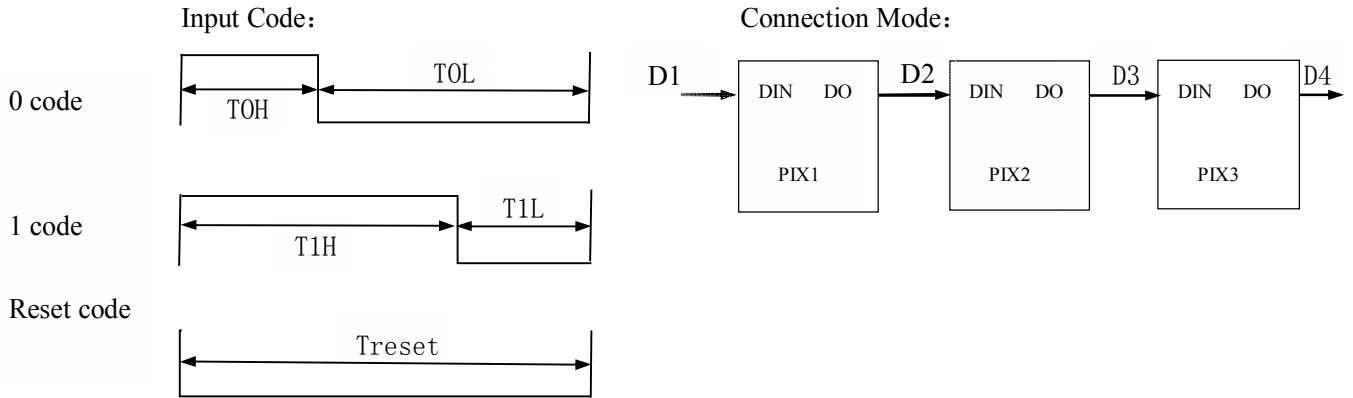 Input Code：
0 code
T0H
T0L
1 code
T1H
T1L
Reset code
Treset
Connection Mode：
D1
DIN DO
PIX1
D2
DIN DO
PIX2
D3
DIN DO
PIX3
D4